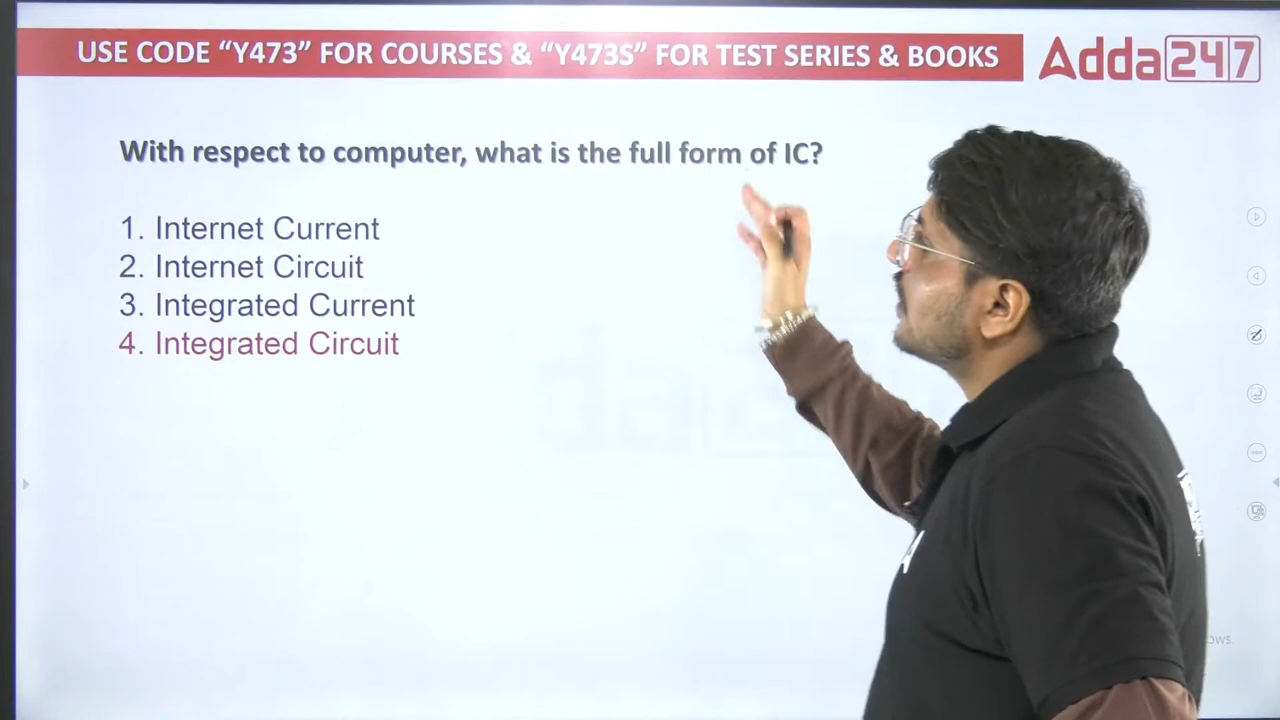 USE CODE “Y473” FOR COURSES & “Y473S” FOR TEST SERIES & BOOKS
Adda247
With respect to computer, what is the full form of IC?
1. Internet Current
2. Internet Circuit
3. Integrated Current
4. Integrated Circuit